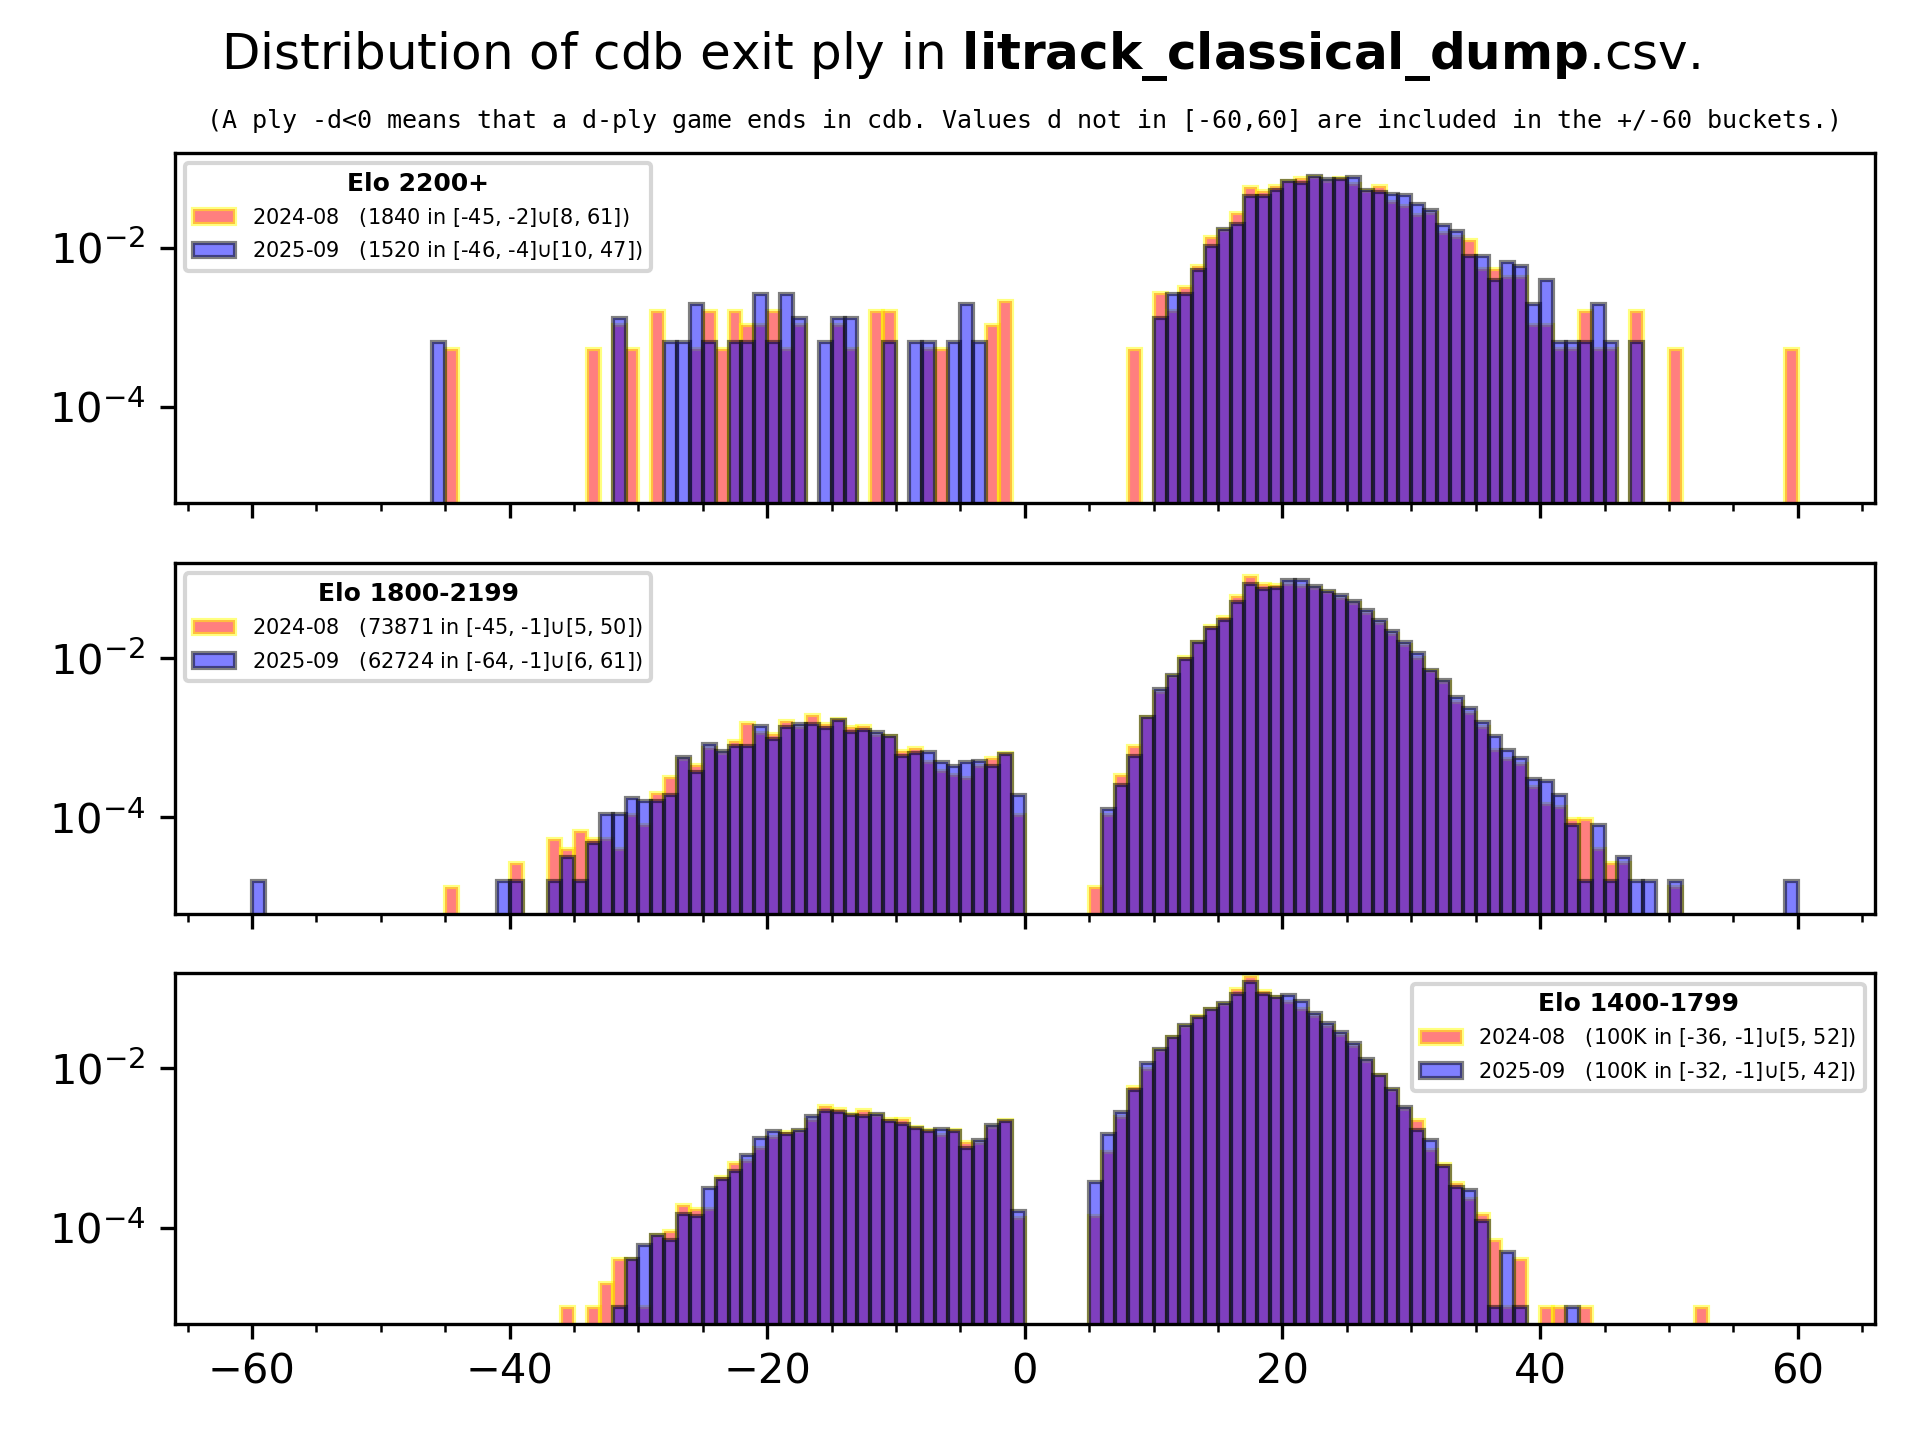 Distribution of cdb exit ply in litrack_classical_dump.csv.
(A ply -d<0 means that a d-ply game ends in cdb. Values d not in [-60,60] are included in the +/-60 buckets.)
Elo 2200+
2024-08 (1840 in [-45, -2]∪[8, 61])
2025-09 (1520 in [-46, -4]∪[10, 47])
10⁻²
10⁻⁴
Elo 1800-2199
2024-08 (73871 in [-45, -1]∪[5, 50])
2025-09 (62724 in [-64, -1]∪[6, 61])
10⁻²
10⁻⁴
Elo 1400-1799
2024-08 (100K in [-36, -1]∪[5, 52])
2025-09 (100K in [-32, -1]∪[5, 42])
10⁻²
10⁻⁴
−60 −40 −20 0 20 40 60